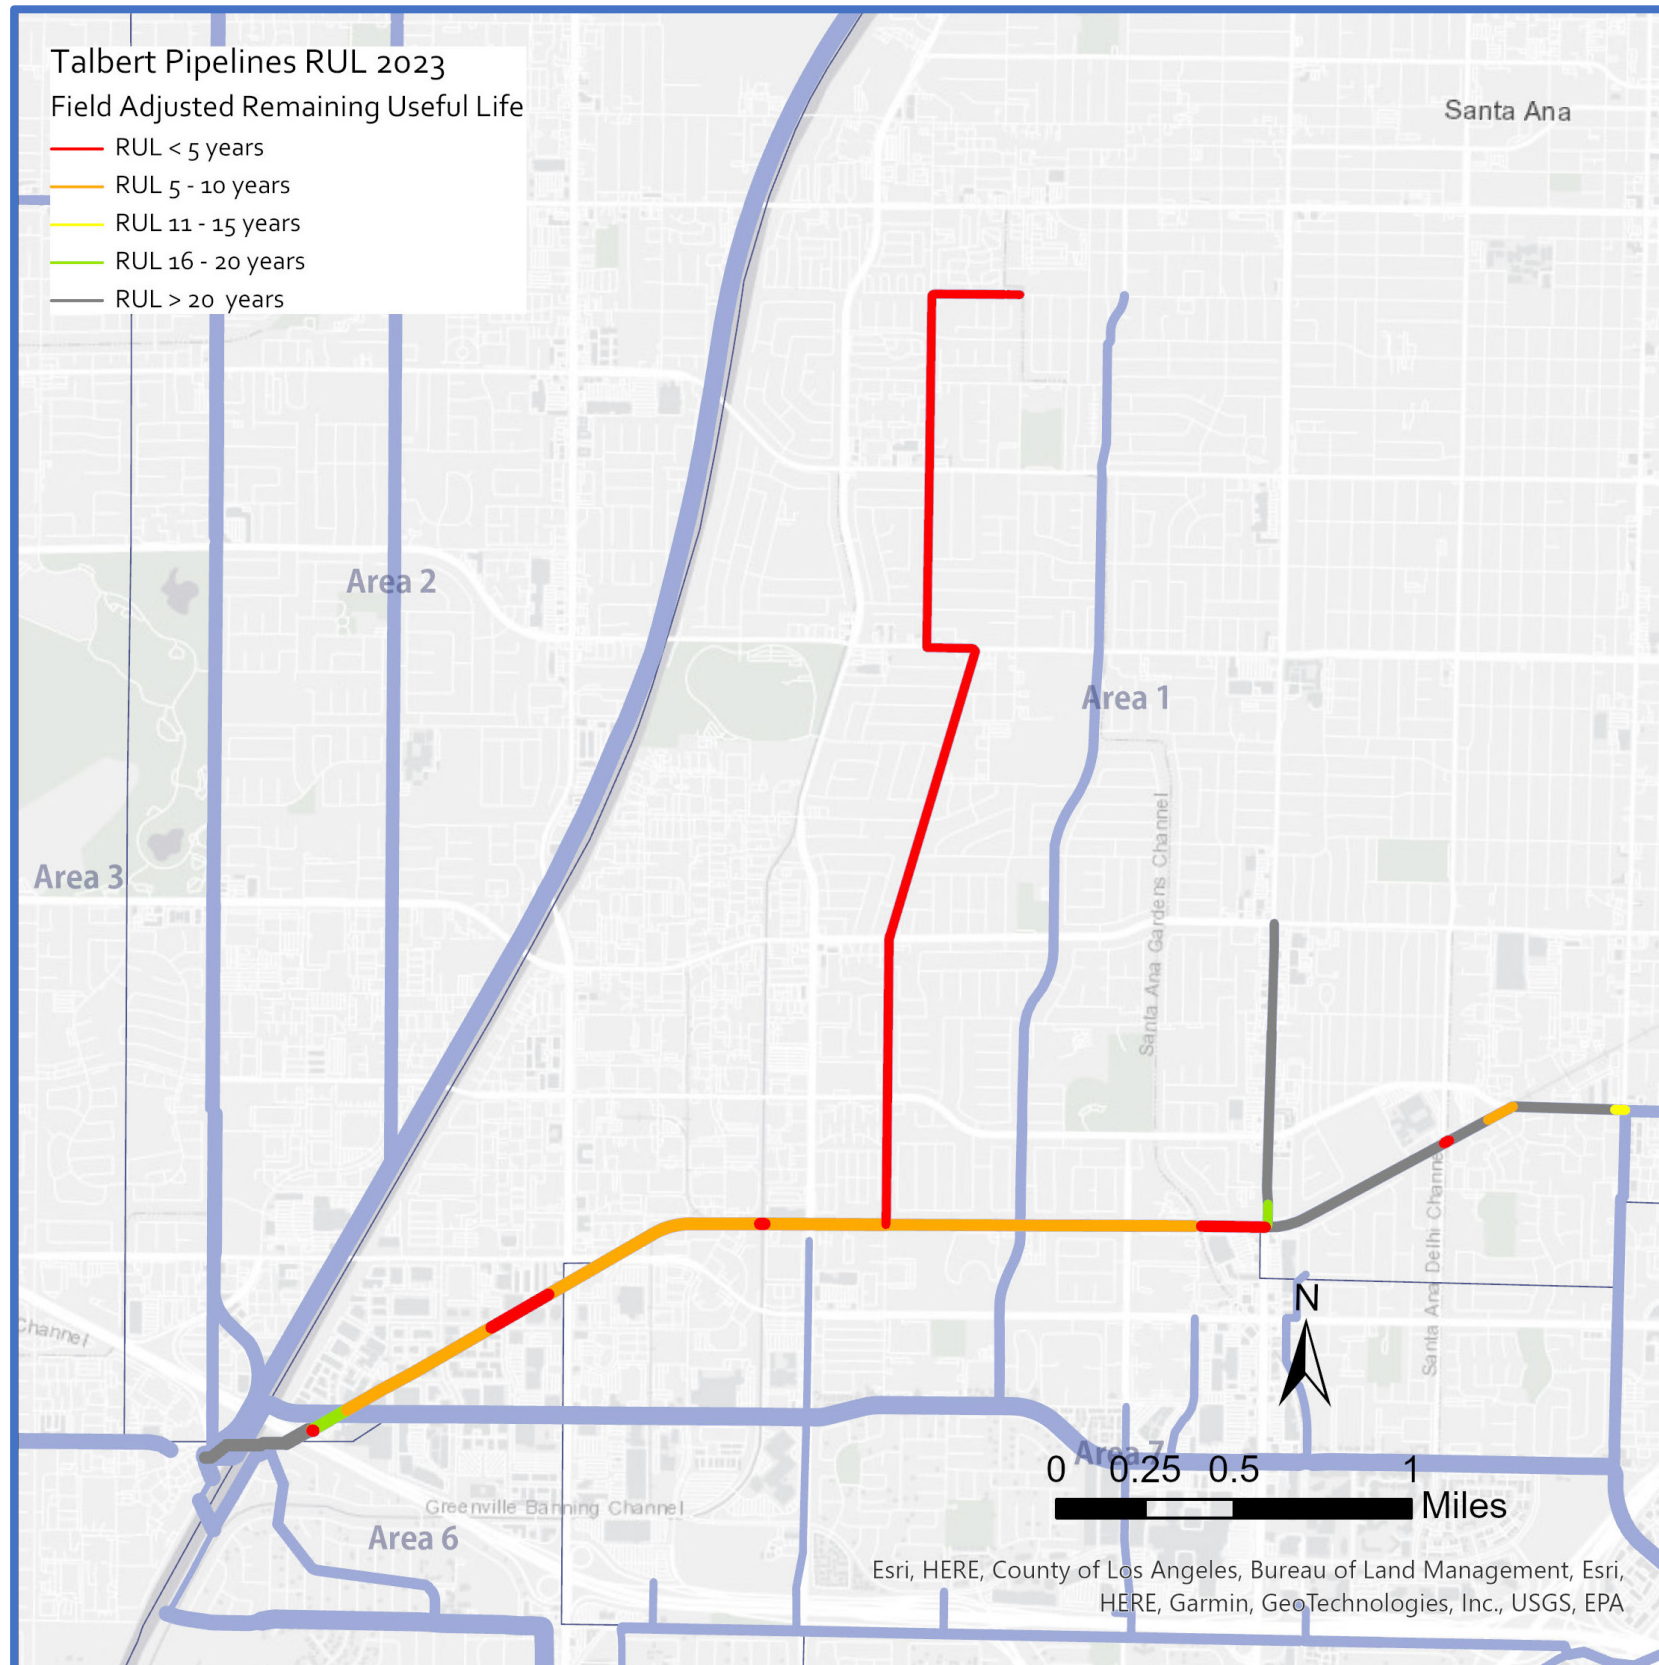 Talbert Pipelines RUL 2023
Field Adjusted Remaining Useful Life
RUL < 5 years
RUL 5 - 10 years
RUL 11 - 15 years
RUL 16 - 20 years
RUL > 20 years
Santa Ana
Area 2
Area 1
Area 3
Santa Ana Gardens Channel
Santa Ana Delhi Channel
N
Channel
Area 7
0 0.25 0.5 1
Miles
Greenville Banning Channel
Area 6
Esri, HERE, County of Los Angeles, Bureau of Land Management, Esri,
HERE, Garmin, GeoTechnologies, Inc., USGS, EPA